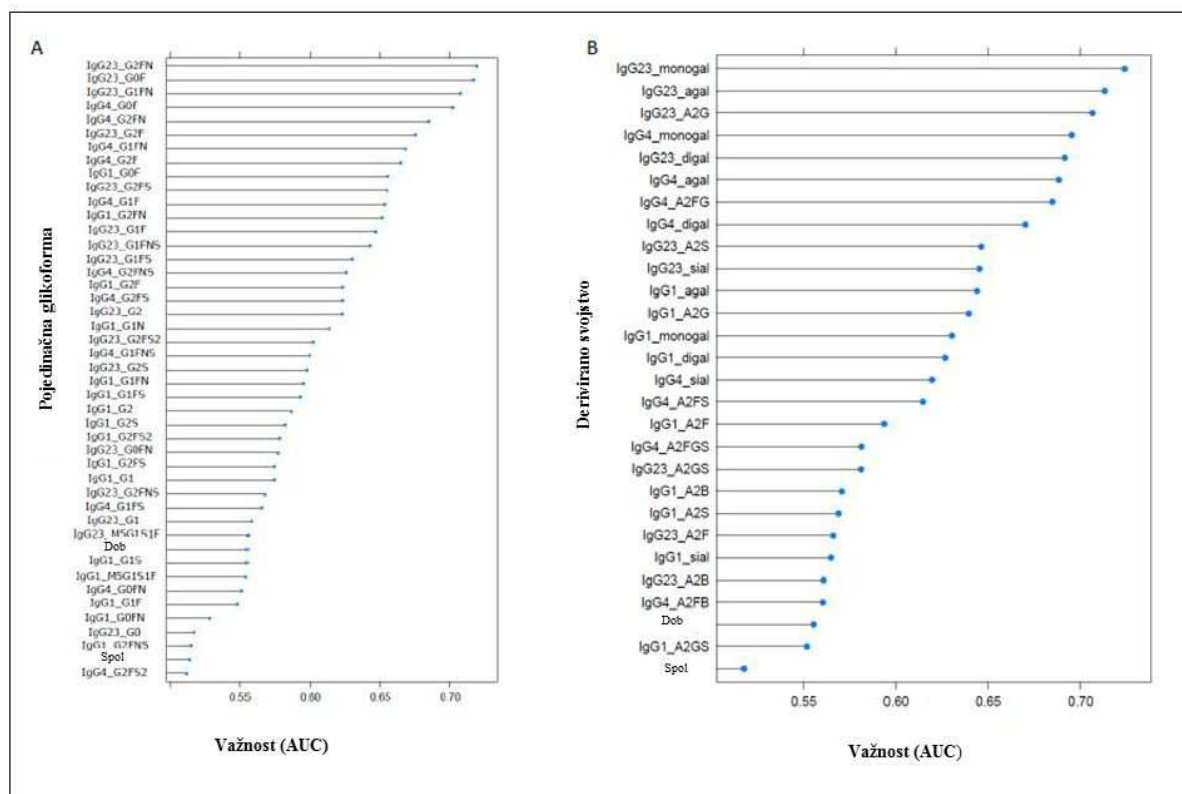 A
Pojedinačna glikoforma
IgG23_G2FN
IgG23_G0F
IgG23_G1FN
IgG4_G0F
IgG4_G2FN
IgG23_G2F
IgG4_G1FN
IgG4_G2F
IgG1_G0F
IgG23_G2FS
IgG4_G1F
IgG1_G2FN
IgG23_G1F
IgG23_G1FNS
IgG23_G1FS
IgG4_G2FNS
IgG1_G2F
IgG4_G2FS
IgG23_G2
IgG1_G1N
IgG23_G2FS2
IgG4_G1FNS
IgG23_G2S
IgG1_G1FN
IgG1_G1FS
IgG1_G2
IgG1_G2S
IgG1_G2FS2
IgG23_G0FN
IgG1_G2FS
IgG1_G1
IgG23_G2FNS
IgG4_G1FS
IgG23_G1
IgG23_M5G1S1F
Dob
IgG1_G1S
IgG1_M5G1S1F
IgG4_G0FN
IgG1_G1F
IgG1_G0FN
IgG23_G0
IgG1_G2FNS
Spol
IgG4_G2FS2
0.55 0.60 0.65 0.70
Važnost (AUC)
B
Derivirano svojstvo
IgG23_monogal
IgG23_agal
IgG23_A2G
IgG4_monogal
IgG23_digal
IgG4_agal
IgG4_A2FG
IgG4_digal
IgG23_A2S
IgG23_sial
IgG1_agal
IgG1_A2G
IgG1_monogal
IgG1_digal
IgG4_sial
IgG4_A2FS
IgG1_A2F
IgG4_A2FGS
IgG23_A2GS
IgG1_A2B
IgG1_A2S
IgG23_A2F
IgG1_sial
IgG23_A2B
IgG4_A2FB
Dob
IgG1_A2GS
Spol
0.55 0.60 0.65 0.70
Važnost (AUC)